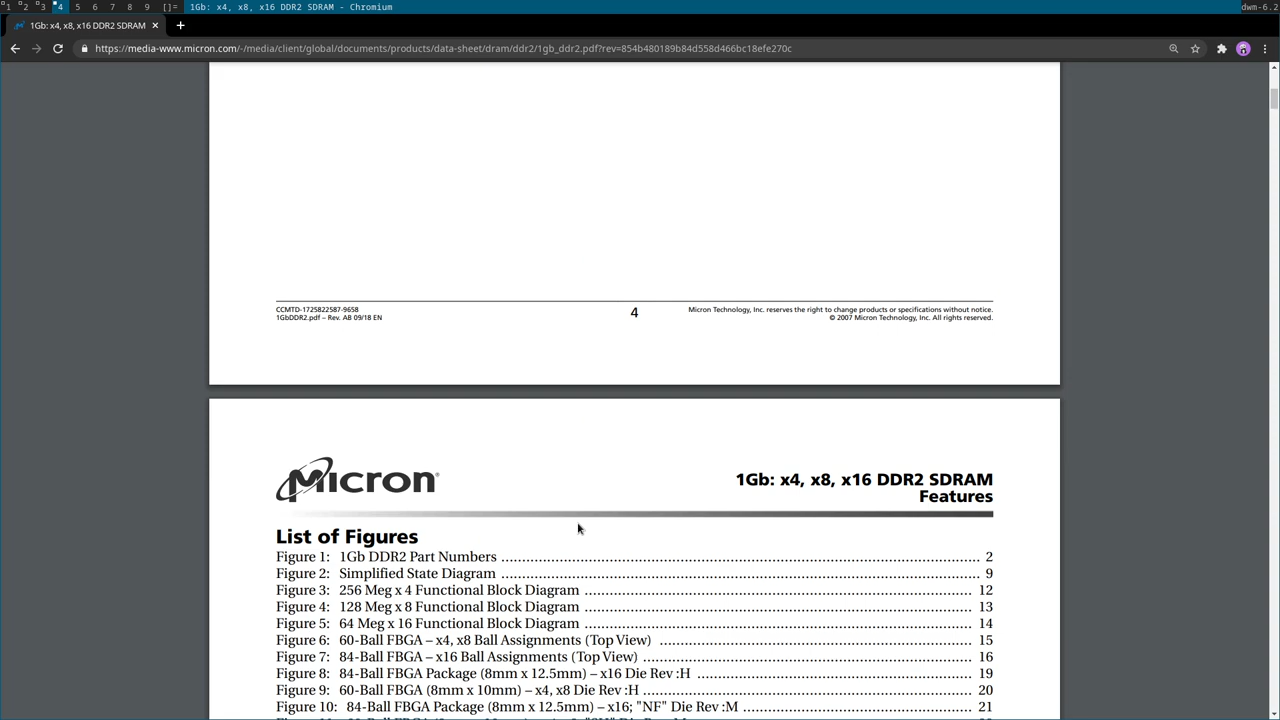 1 2 3 4 5 6 7 8 9 []= 1Gb: x4, x8, x16 DDR2 SDRAM - Chromium dwm-6.2
1Gb: x4, x8, x16 DDR2 SDRAM
https://media-www.micron.com/-/media/client/global/documents/products/data-sheet/dram/ddr2/1gb_ddr2.pdf?rev=854b480189b84d558d466bc18efe270c
CCMTD-1725822587-9658
1GbDDR2.pdf – Rev. AB 09/18 EN
4
Micron Technology, Inc. reserves the right to change products or specifications without notice.
© 2007 Micron Technology, Inc. All rights reserved.
Micron®
1Gb: x4, x8, x16 DDR2 SDRAM
Features
List of Figures
Figure 1: 1Gb DDR2 Part Numbers ........ 2
Figure 2: Simplified State Diagram ........ 9
Figure 3: 256 Meg x 4 Functional Block Diagram ........ 12
Figure 4: 128 Meg x 8 Functional Block Diagram ........ 13
Figure 5: 64 Meg x 16 Functional Block Diagram ........ 14
Figure 6: 60-Ball FBGA – x4, x8 Ball Assignments (Top View) ........ 15
Figure 7: 84-Ball FBGA – x16 Ball Assignments (Top View) ........ 16
Figure 8: 84-Ball FBGA Package (8mm x 12.5mm) – x16 Die Rev :H ........ 19
Figure 9: 60-Ball FBGA (8mm x 10mm) – x4, x8 Die Rev :H ........ 20
Figure 10: 84-Ball FBGA Package (8mm x 12.5mm) – x16; "NF" Die Rev :M ........ 21